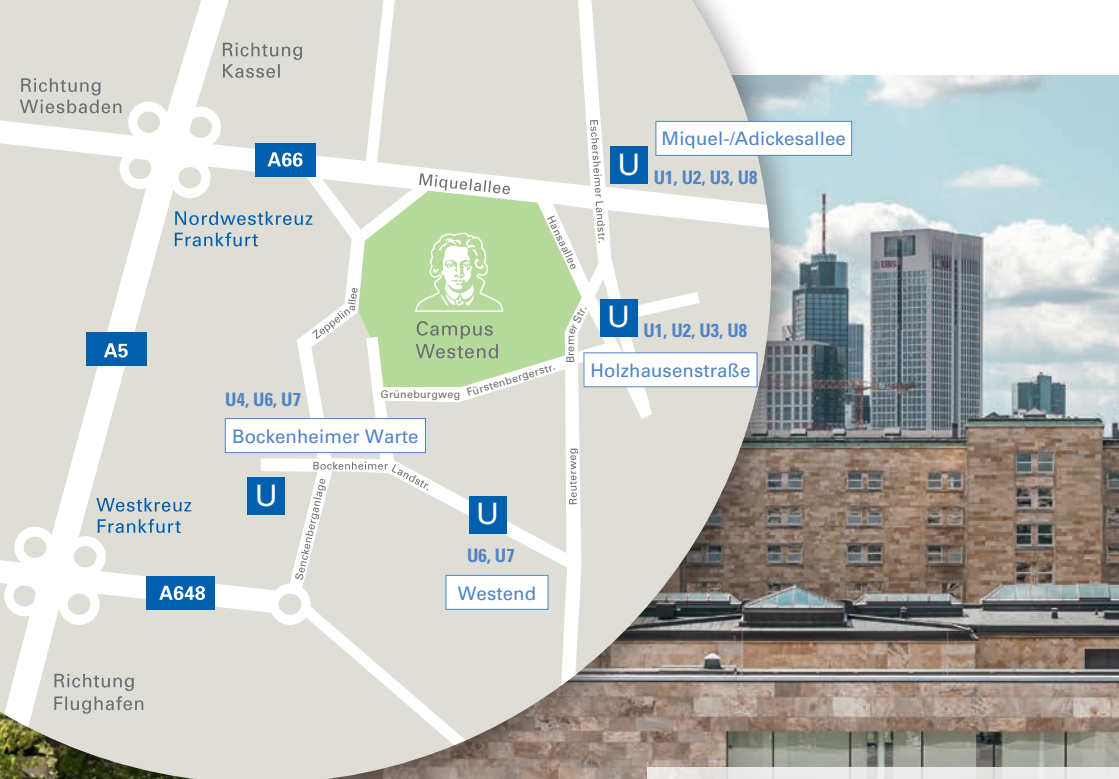 Richtung
Kassel
Richtung
Wiesbaden
A66
Miquelallee
Eschersheimer Landstr.
Miquel-/Adickesallee
U
U1, U2, U3, U8
Nordwestkreuz
Frankfurt
Hansaallee
UBS
Zeppelinallee
Campus
Westend
Bremer Str.
U
U1, U2, U3, U8
Holzhausenstraße
A5
Grüneburgweg
Fürstenbergerstr.
U4, U6, U7
Bockenheimer Warte
Bockenheimer Landstr.
U
Senckenberganlage
Reuterweg
Westkreuz
Frankfurt
U
U6, U7
Westend
A648
Richtung
Flughafen